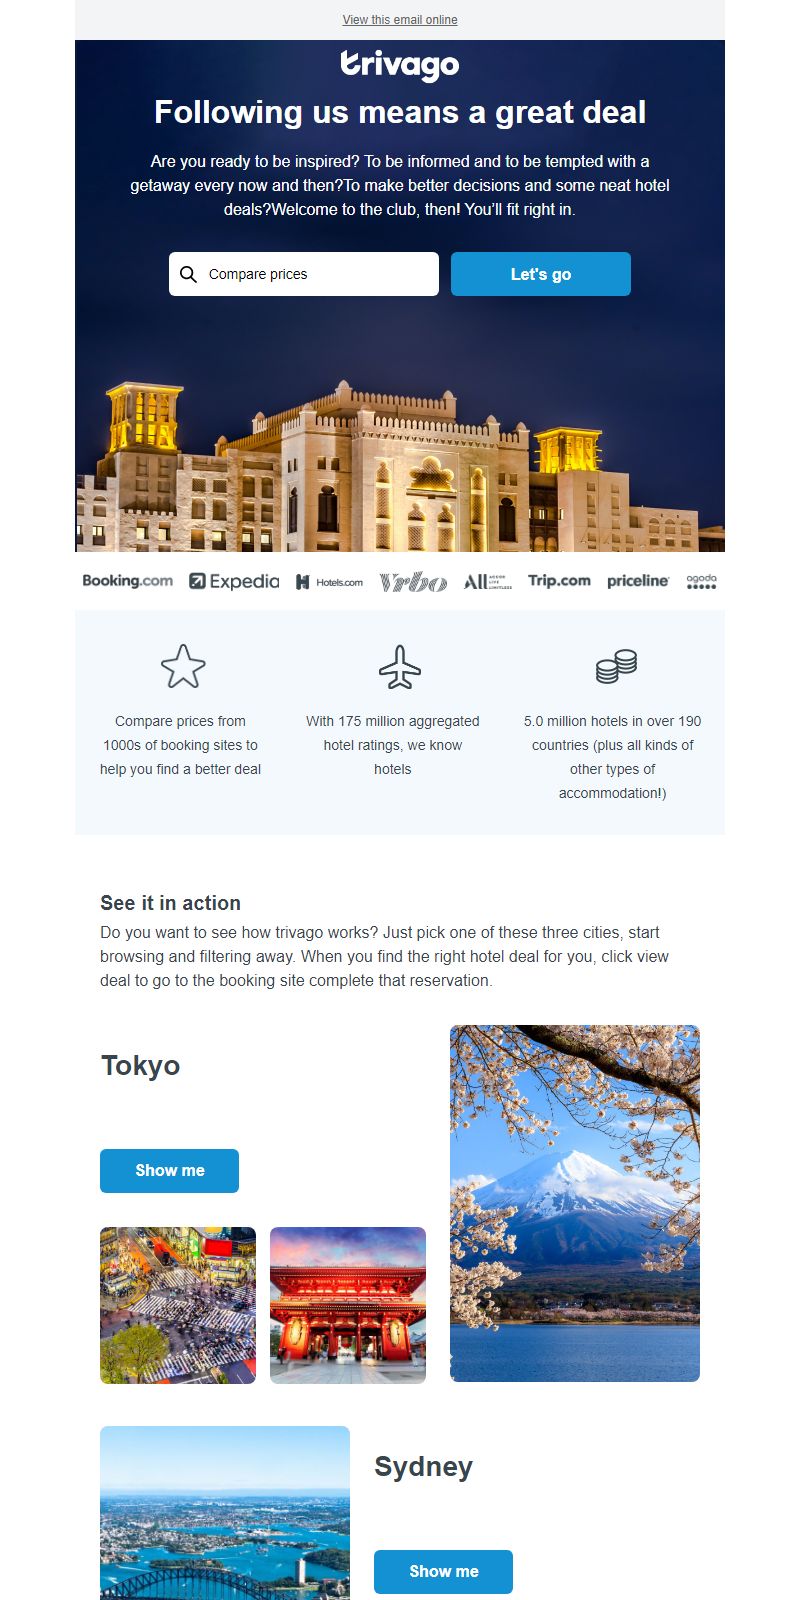 View this email online
trivago
Following us means a great deal
Are you ready to be inspired? To be informed and to be tempted with a
getaway every now and then?To make better decisions and some neat hotel
deals?Welcome to the club, then! You'll fit right in.
Compare prices
Let's go
Booking.com Expedia Hotels.com Vrbo All ACCOR LIVE LIMITLESS Trip.com priceline agoda
Compare prices from
1000s of booking sites to
help you find a better deal
With 175 million aggregated
hotel ratings, we know
hotels
5.0 million hotels in over 190
countries (plus all kinds of
other types of
accommodation!)
See it in action
Do you want to see how trivago works? Just pick one of these three cities, start
browsing and filtering away. When you find the right hotel deal for you, click view
deal to go to the booking site complete that reservation.
Tokyo
Show me
Sydney
Show me